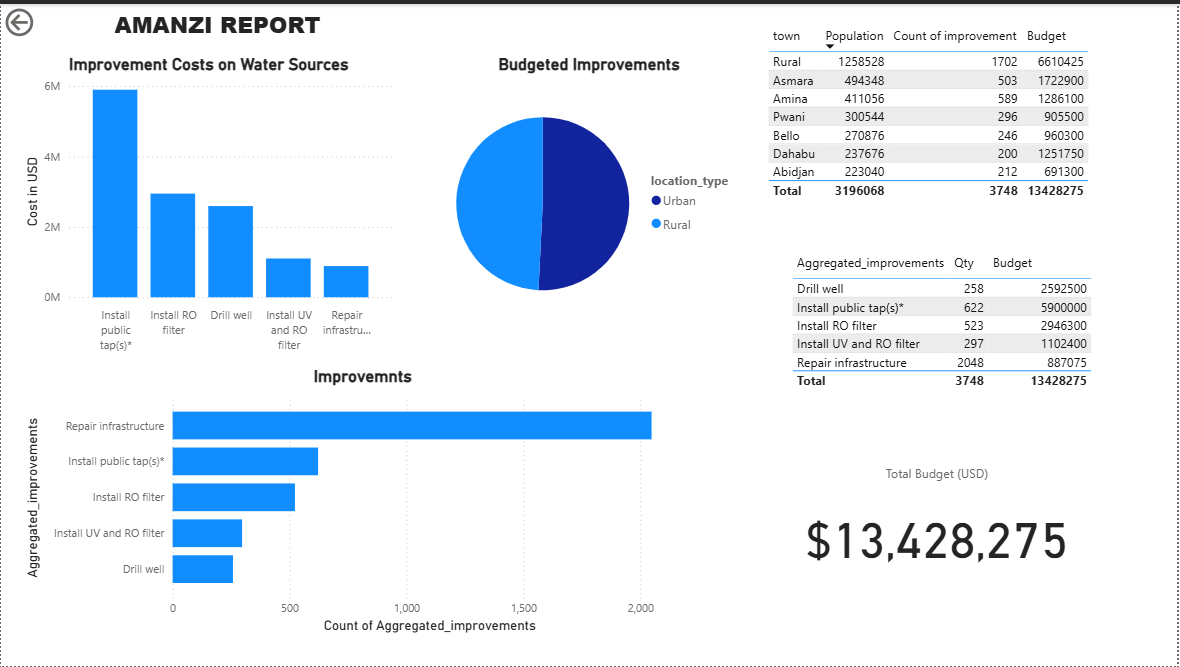 AMANZI REPORT
Improvement Costs on Water Sources
Cost in USD
6M
4M
2M
0M
Install public tap(s)*
Install RO filter
Drill well
Install UV and RO filter
Repair infrastru...
Budgeted Improvements
location_type
Urban
Rural
town Population Count of improvement Budget
Rural 1258528 1702 6610425
Asmara 494348 503 1722900
Amina 411056 589 1286100
Pwani 300544 296 905500
Bello 270876 246 960300
Dahabu 237676 200 1251750
Abidjan 223040 212 691300
Total 3196068 3748 13428275
Aggregated_improvements Qty Budget
Drill well 258 2592500
Install public tap(s)* 622 5900000
Install RO filter 523 2946300
Install UV and RO filter 297 1102400
Repair infrastructure 2048 887075
Total 3748 13428275
Improvemnts
Aggregated_improvements
Repair infrastructure
Install public tap(s)*
Install RO filter
Install UV and RO filter
Drill well
0 500 1,000 1,500 2,000
Count of Aggregated_improvements
Total Budget (USD)
$13,428,275